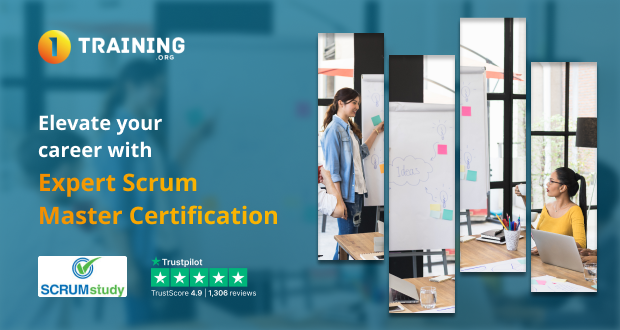 1 TRAINING
.ORG
Elevate your
career with
Expert Scrum
Master Certification
SCRUMstudy
Trustpilot
TrustScore 4.9 | 1,306 reviews
Ideas